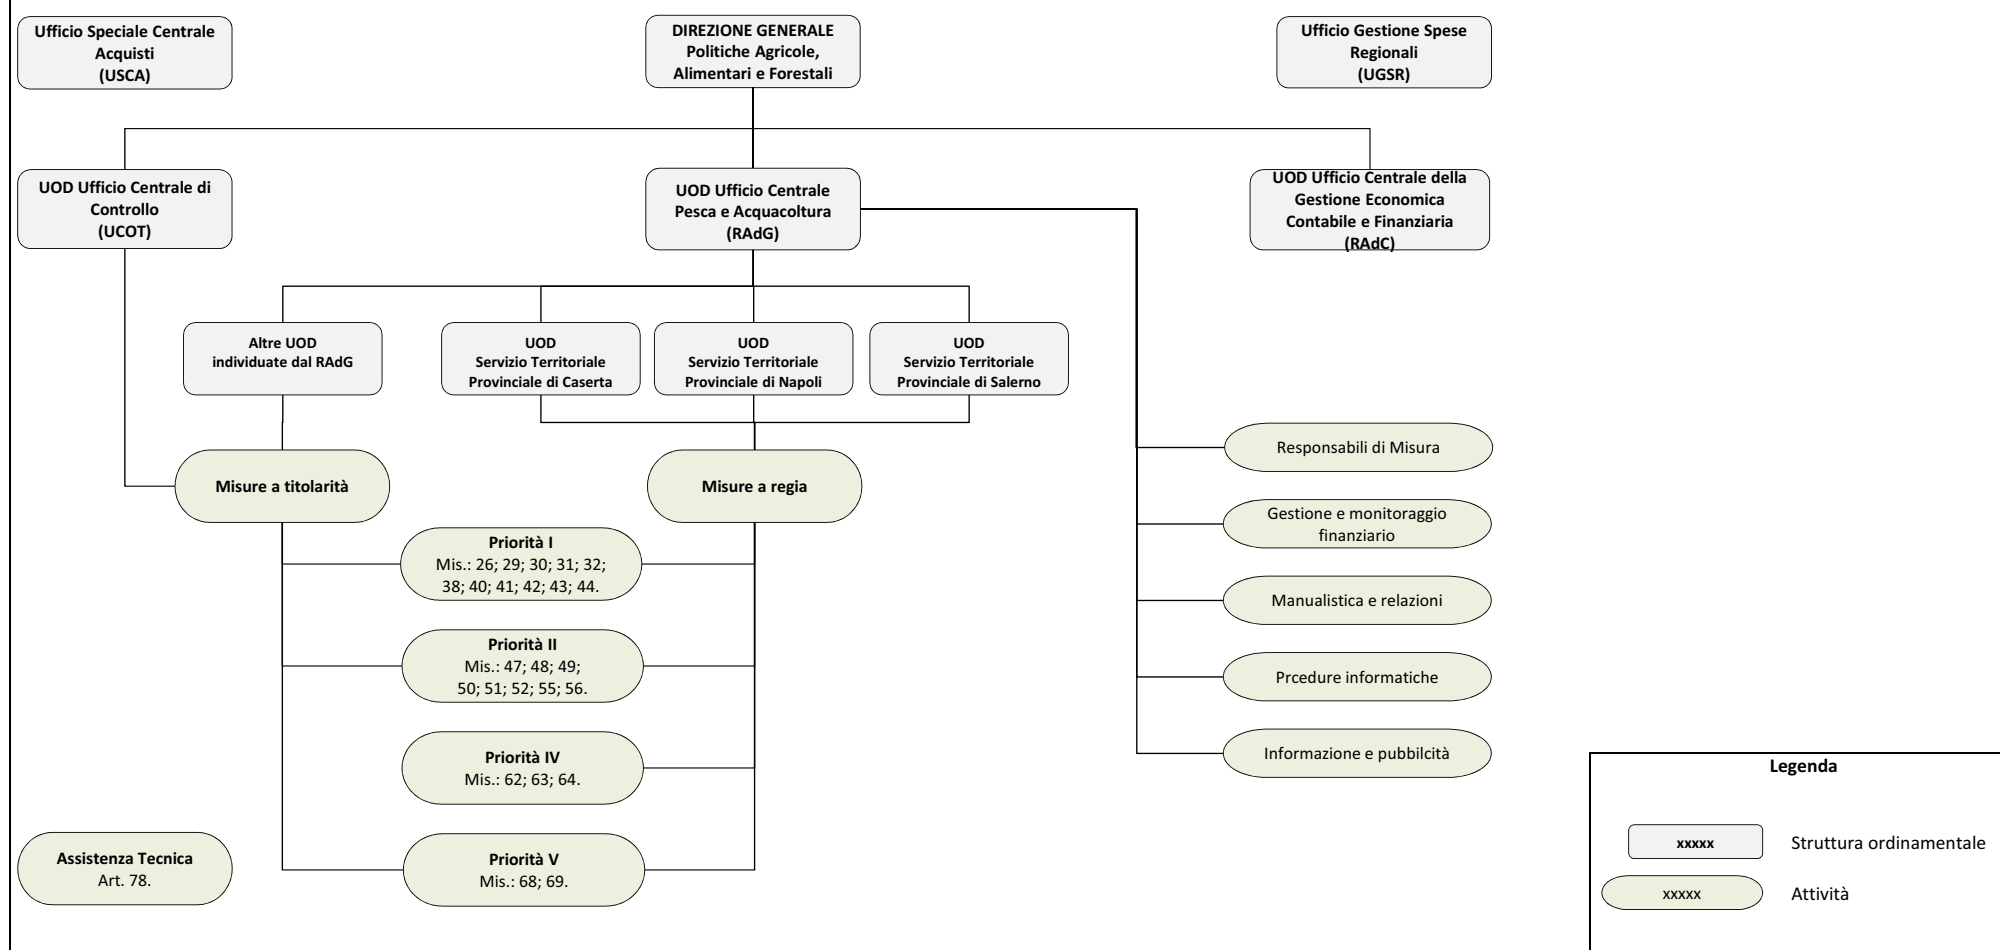 Ufficio Speciale Centrale
Acquisti
(USCA)
DIREZIONE GENERALE
Politiche Agricole,
Alimentari e Forestali
Ufficio Gestione Spese
Regionali
(UGSR)
UOD Ufficio Centrale di
Controllo
(UCOT)
UOD Ufficio Centrale
Pesca e Acquacoltura
(RAdG)
UOD Ufficio Centrale della
Gestione Economica
Contabile e Finanziaria
(RAdC)
Altre UOD
individuate dal RAdG
UOD
Servizio Territoriale
Provinciale di Caserta
UOD
Servizio Territoriale
Provinciale di Napoli
UOD
Servizio Territoriale
Provinciale di Salerno
Misure a titolarità
Misure a regia
Responsabili di Misura
Gestione e monitoraggio
finanziario
Manualistica e relazioni
Prcedure informatiche
Informazione e pubbilcità
Priorità I
Mis.: 26; 29; 30; 31; 32;
38; 40; 41; 42; 43; 44.
Priorità II
Mis.: 47; 48; 49;
50; 51; 52; 55; 56.
Priorità IV
Mis.: 62; 63; 64.
Priorità V
Mis.: 68; 69.
Assistenza Tecnica
Art. 78.
Legenda
xxxxx
Struttura ordinamentale
xxxxx
Attività